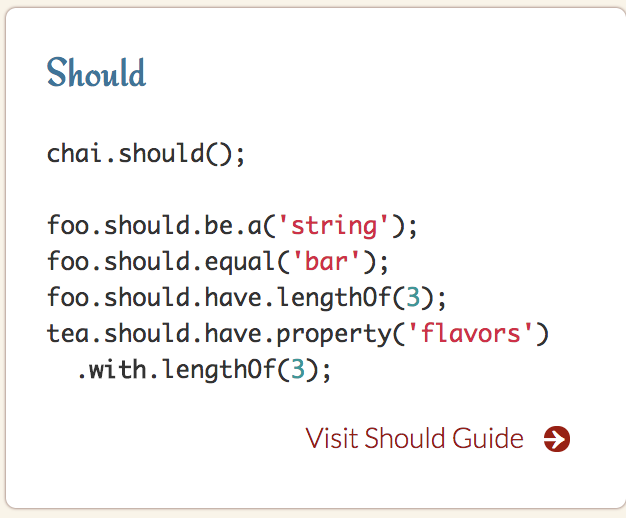 Should
chai.should();
foo.should.be.a('string');
foo.should.equal('bar');
foo.should.have.lengthOf(3);
tea.should.have.property('flavors')
  .with.lengthOf(3);
Visit Should Guide